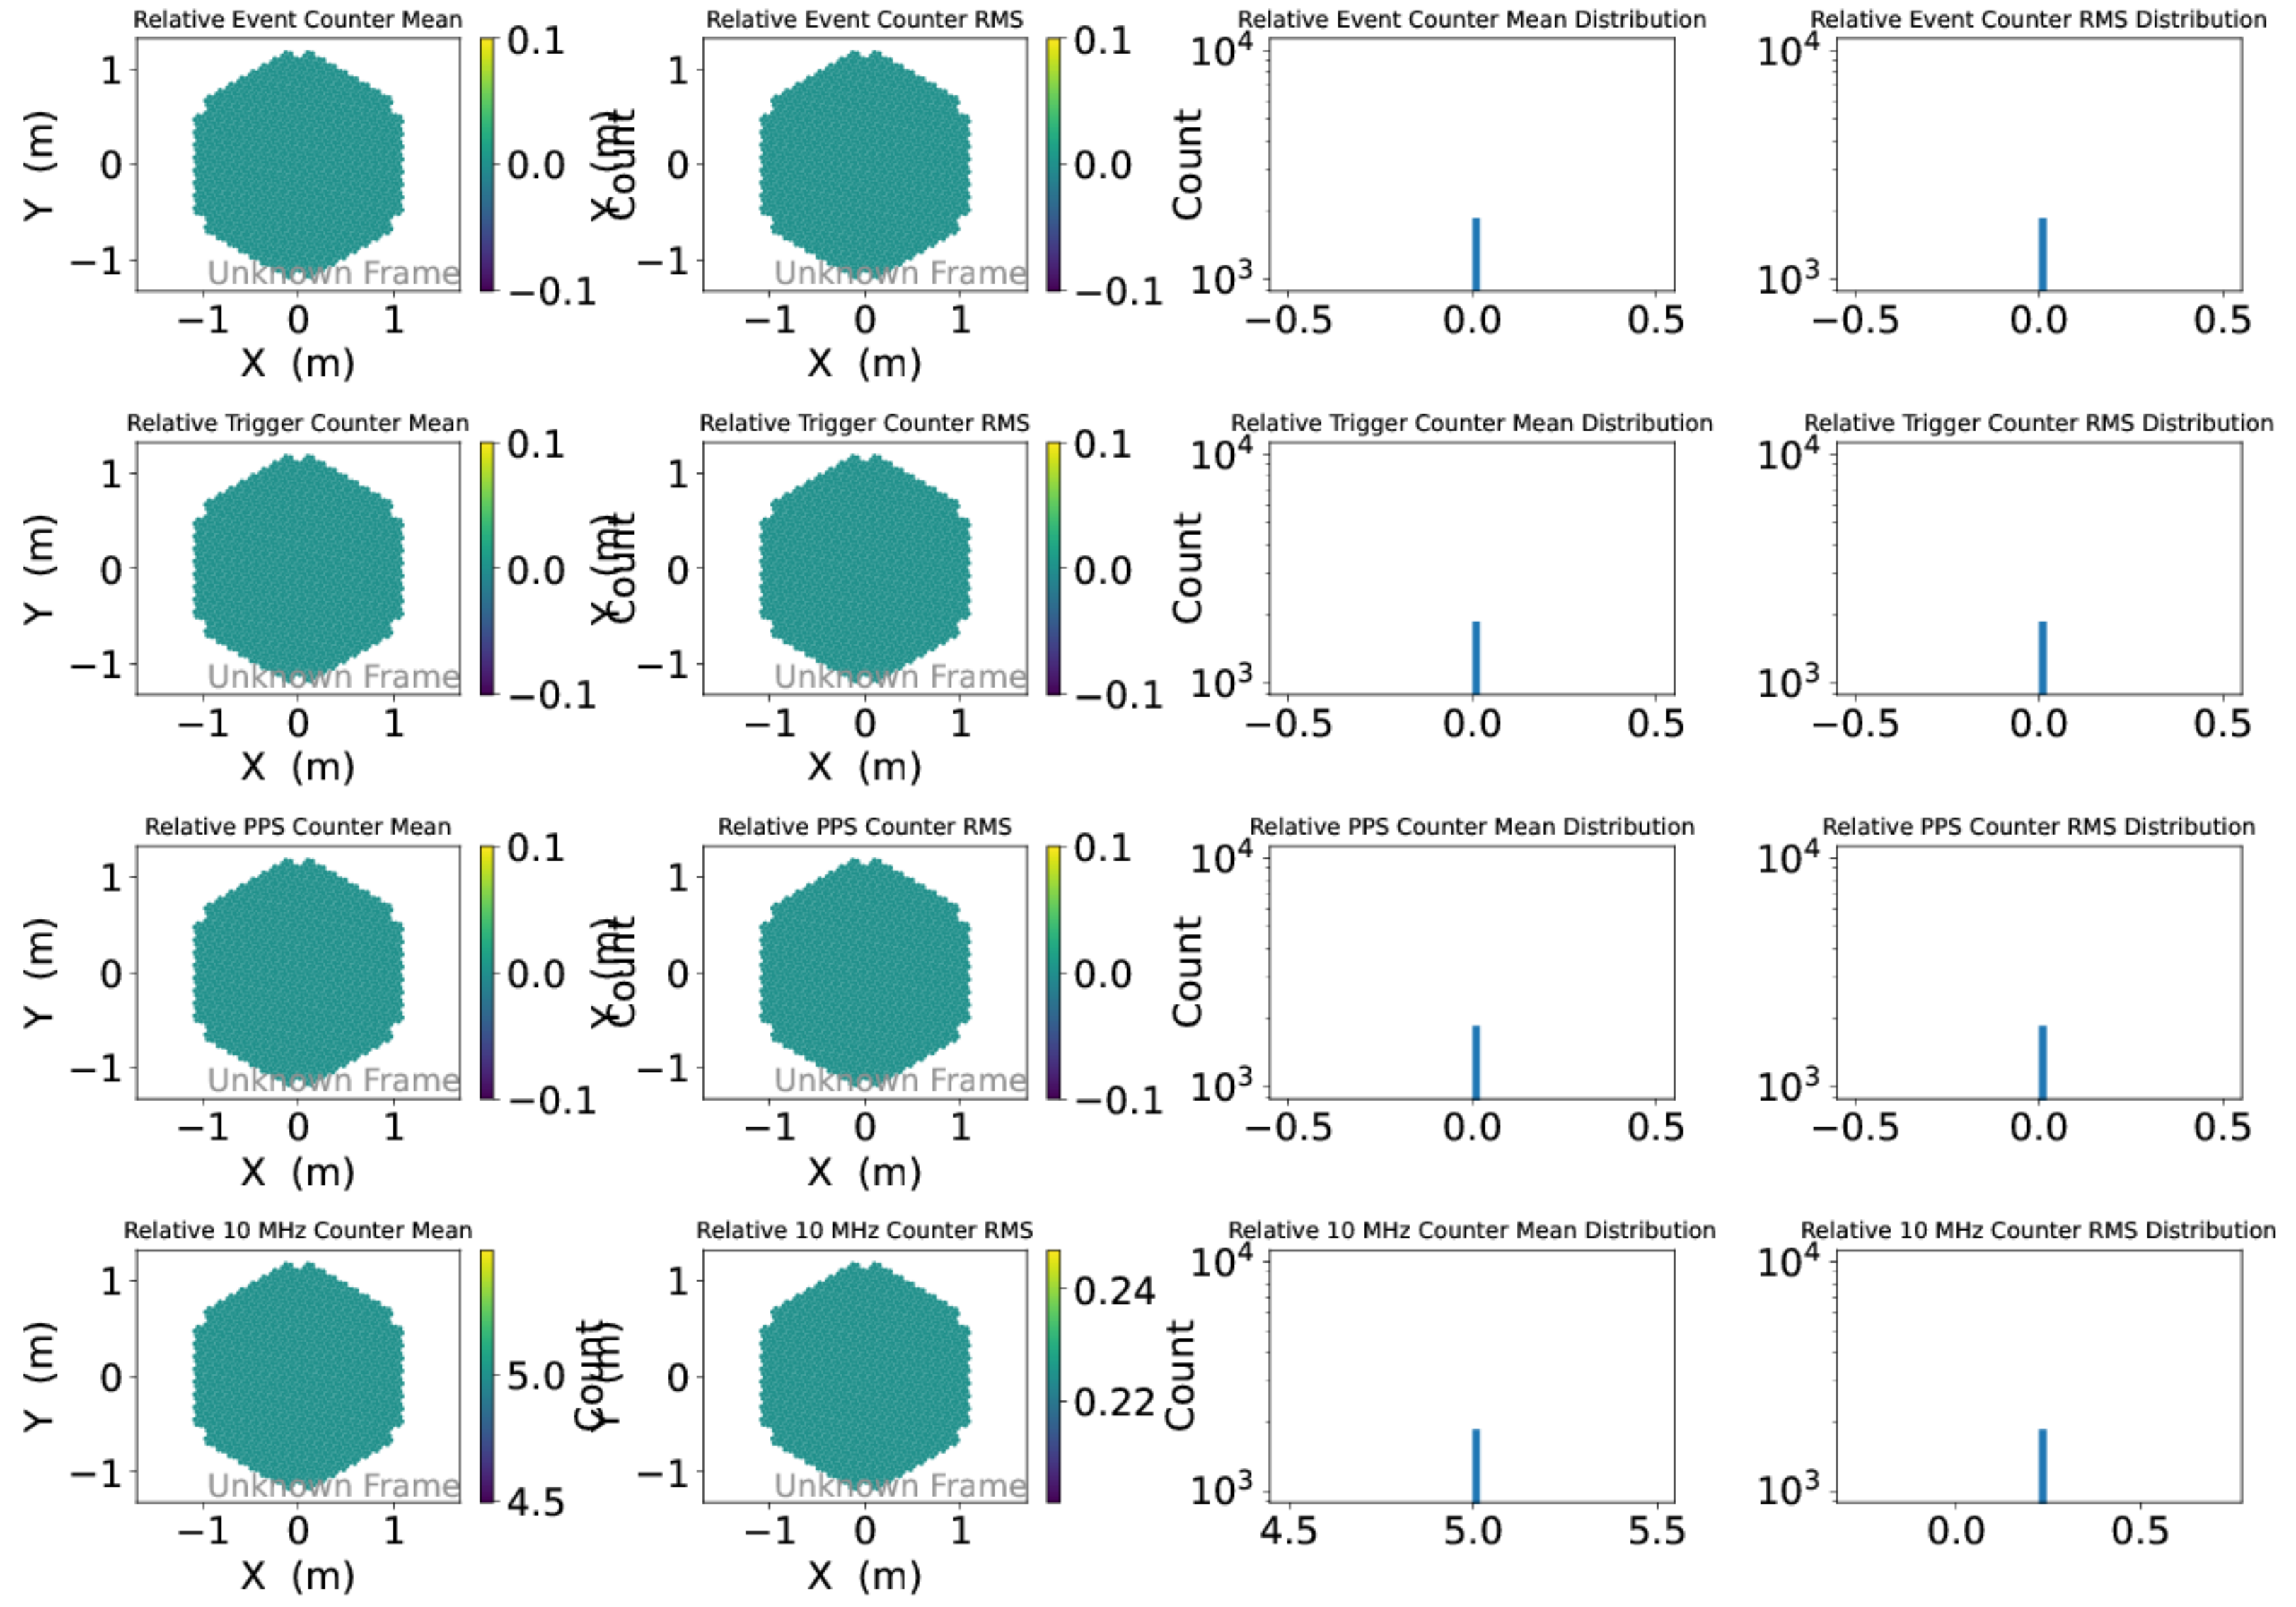 Relative Event Counter Mean
Y (m)
1
0
−1
Unknown Frame
−1 0 1
X (m)
0.1
0.0
−0.1
Count
Relative Event Counter RMS
Y (m)
1
0
−1
Unknown Frame
−1 0 1
X (m)
0.1
0.0
−0.1
Relative Event Counter Mean Distribution
Count
10⁴
10³
−0.5 0.0 0.5
Relative Event Counter RMS Distribution
10⁴
10³
−0.5 0.0 0.5
Relative Trigger Counter Mean
Y (m)
1
0
−1
Unknown Frame
−1 0 1
X (m)
0.1
0.0
−0.1
Count
Relative Trigger Counter RMS
Y (m)
1
0
−1
Unknown Frame
−1 0 1
X (m)
0.1
0.0
−0.1
Relative Trigger Counter Mean Distribution
Count
10⁴
10³
−0.5 0.0 0.5
Relative Trigger Counter RMS Distribution
10⁴
10³
−0.5 0.0 0.5
Relative PPS Counter Mean
Y (m)
1
0
−1
Unknown Frame
−1 0 1
X (m)
0.1
0.0
−0.1
Count
Relative PPS Counter RMS
Y (m)
1
0
−1
Unknown Frame
−1 0 1
X (m)
0.1
0.0
−0.1
Relative PPS Counter Mean Distribution
Count
10⁴
10³
−0.5 0.0 0.5
Relative PPS Counter RMS Distribution
10⁴
10³
−0.5 0.0 0.5
Relative 10 MHz Counter Mean
Y (m)
1
0
−1
Unknown Frame
−1 0 1
X (m)
5.0
4.5
Count
Relative 10 MHz Counter RMS
Y (m)
1
0
−1
Unknown Frame
−1 0 1
X (m)
0.24
0.22
Relative 10 MHz Counter Mean Distribution
Count
10⁴
10³
4.5 5.0 5.5
Relative 10 MHz Counter RMS Distribution
10⁴
10³
0.0 0.5